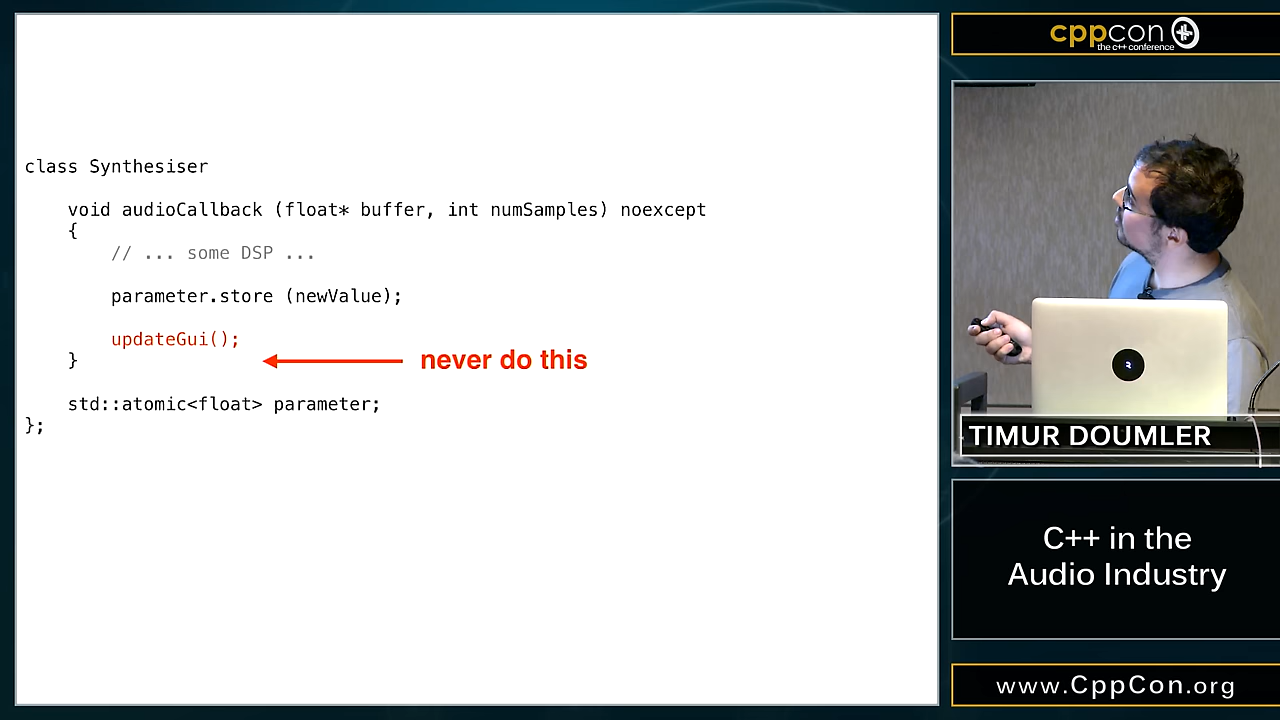 class Synthesiser
void audioCallback (float* buffer, int numSamples) noexcept
{
// ... some DSP ...
parameter.store (newValue);
updateGui();
}
never do this
std::atomic<float> parameter;
};
cppcon
the c++ conference
TIMUR DOUMLER
C++ in the
Audio Industry
www.CppCon.org